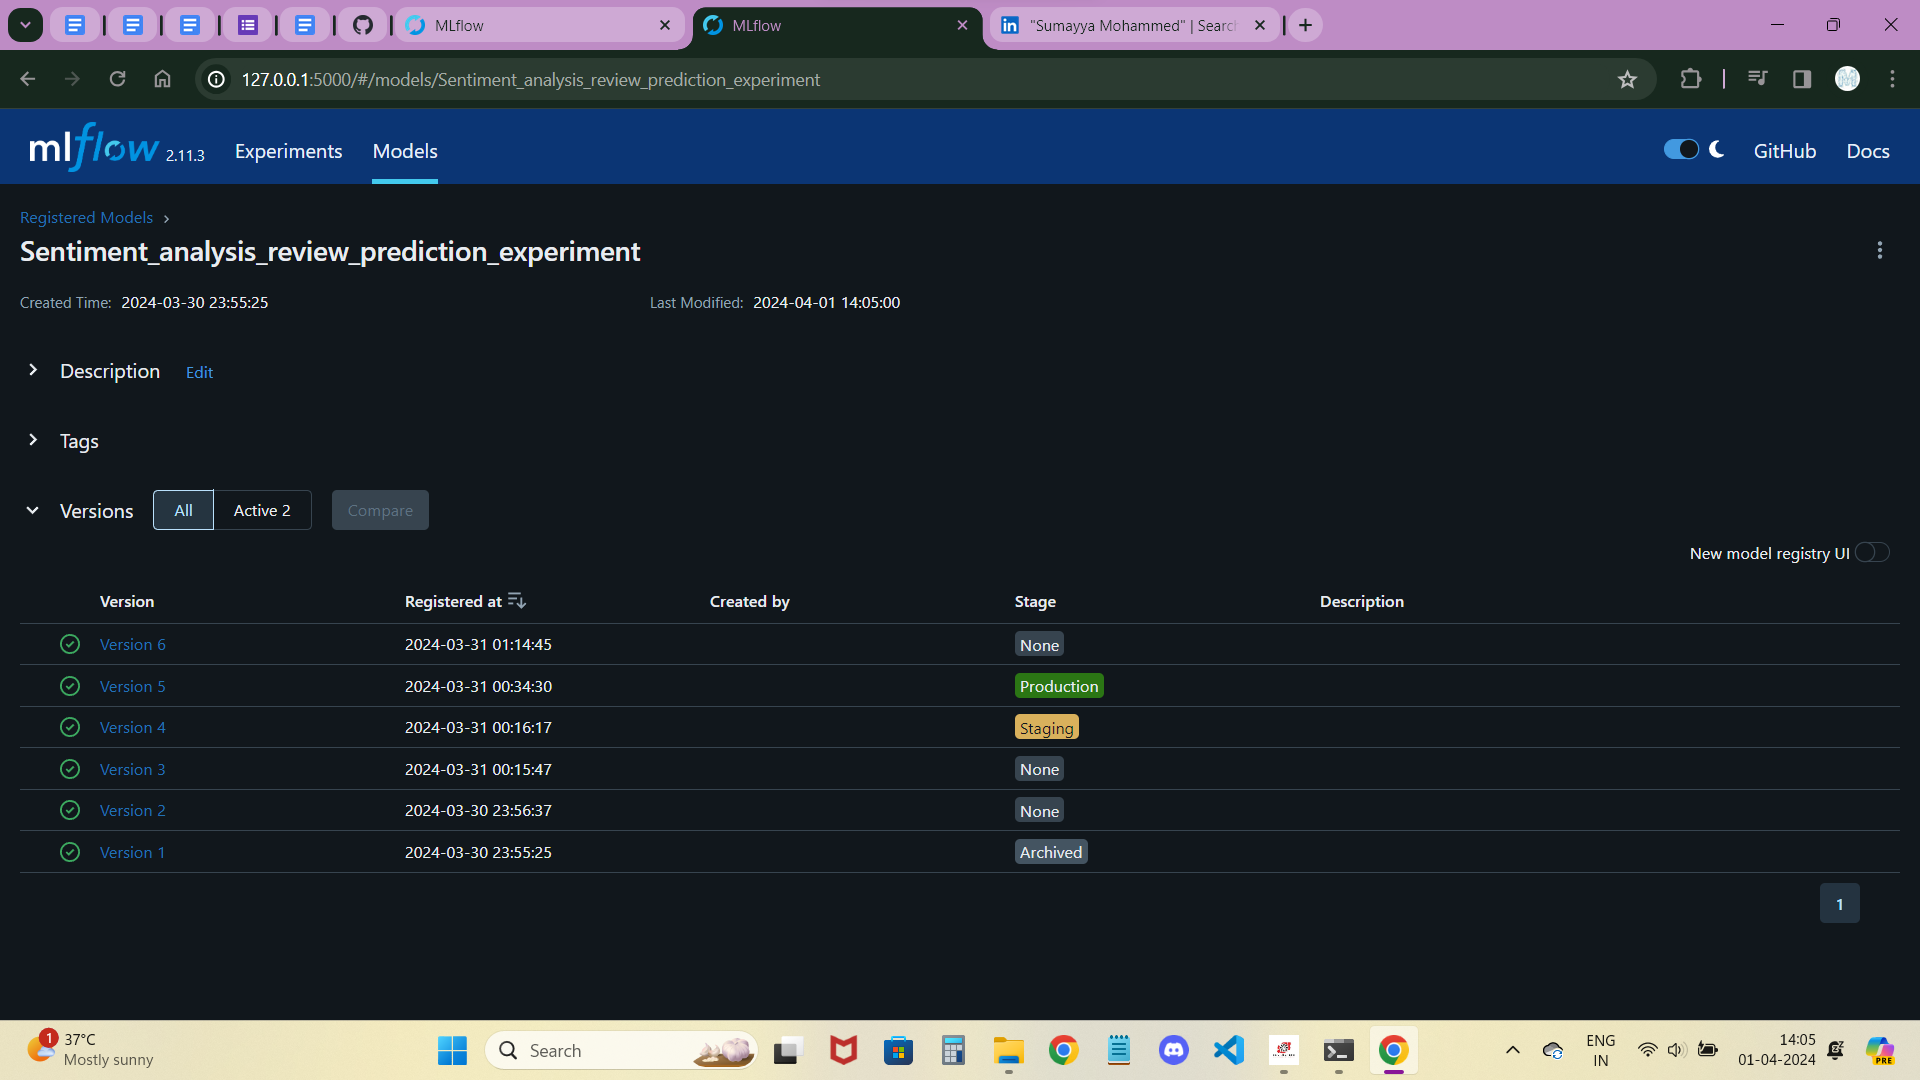 MLflow
MLflow
"Sumayya Mohammed" | Search
127.0.0.1:5000/#/models/Sentiment_analysis_review_prediction_experiment
mlflow 2.11.3 Experiments Models GitHub Docs
Registered Models
Sentiment_analysis_review_prediction_experiment
Created Time: 2024-03-30 23:55:25 Last Modified: 2024-04-01 14:05:00
Description Edit
Tags
Versions All Active 2 Compare
New model registry UI
Version Registered at Created by Stage Description
Version 6 2024-03-31 01:14:45 None
Version 5 2024-03-31 00:34:30 Production
Version 4 2024-03-31 00:16:17 Staging
Version 3 2024-03-31 00:15:47 None
Version 2 2024-03-30 23:56:37 None
Version 1 2024-03-30 23:55:25 Archived
1
1 37°C
Mostly sunny
Search
ENG
IN
14:05
01-04-2024
PRE